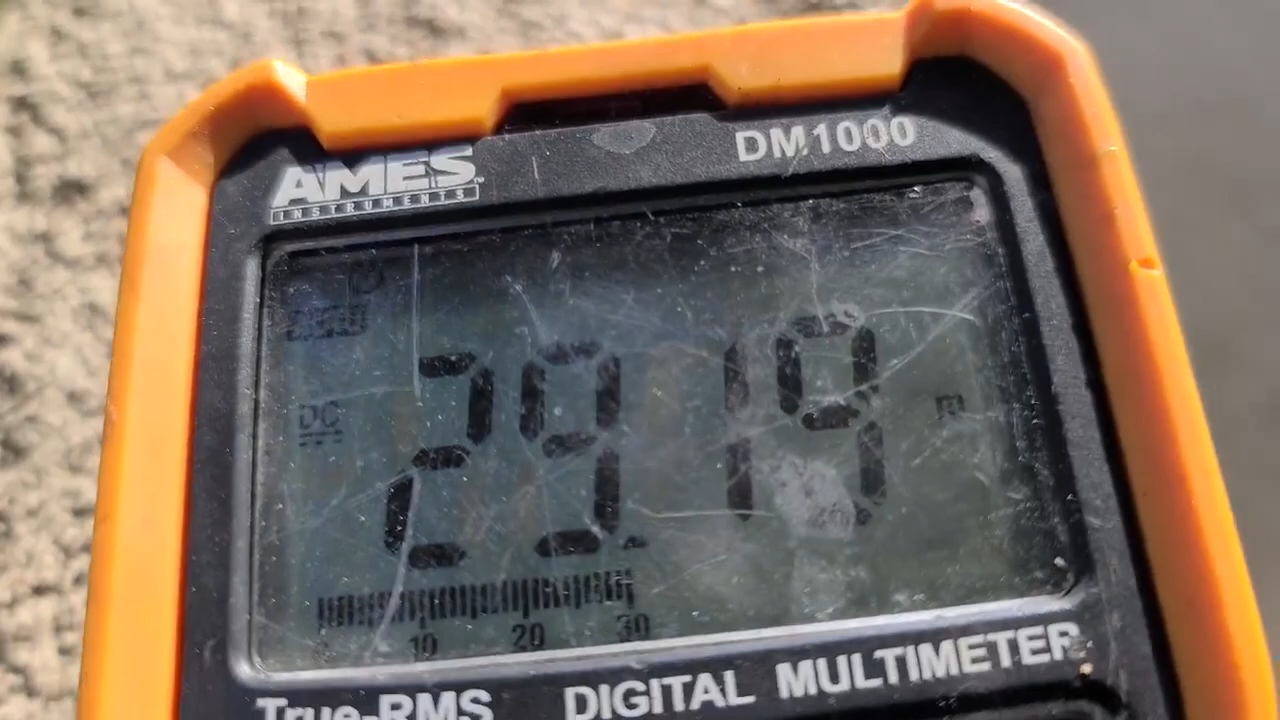 DM1000
AMES
INSTRUMENTS
DC
29.19 m
10 20 30
True-RMS DIGITAL MULTIMETER